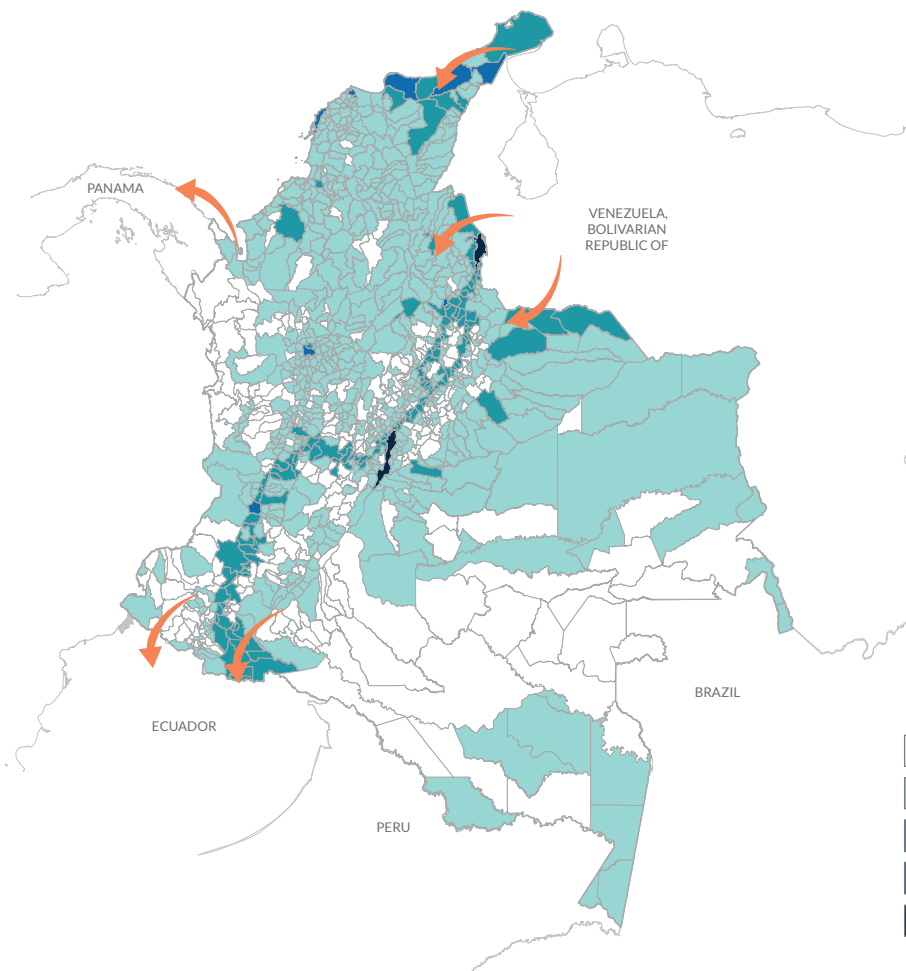 PANAMA
VENEZUELA,
BOLIVARIAN
REPUBLIC OF
BRAZIL
ECUADOR
PERU